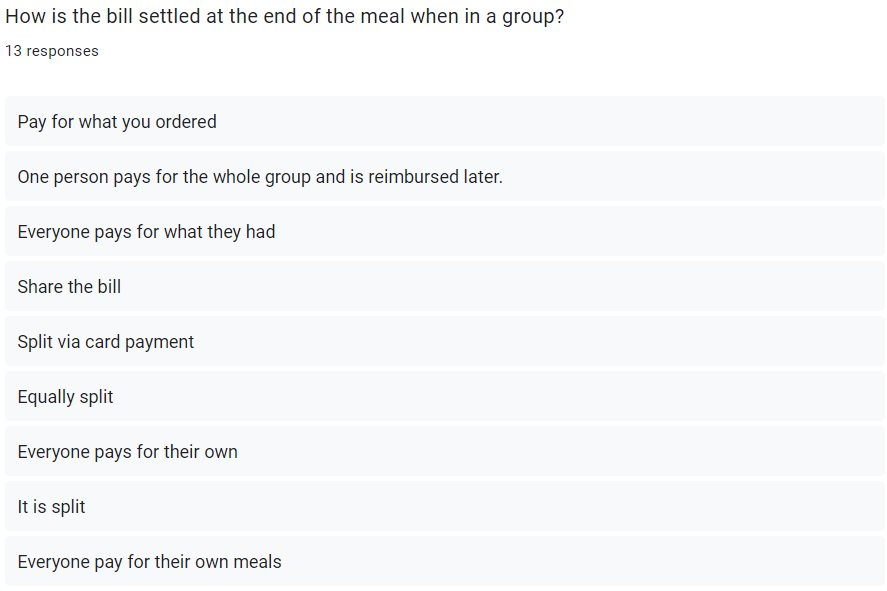 How is the bill settled at the end of the meal when in a group?
13 responses
Pay for what you ordered
One person pays for the whole group and is reimbursed later.
Everyone pays for what they had
Share the bill
Split via card payment
Equally split
Everyone pays for their own
It is split
Everyone pay for their own meals